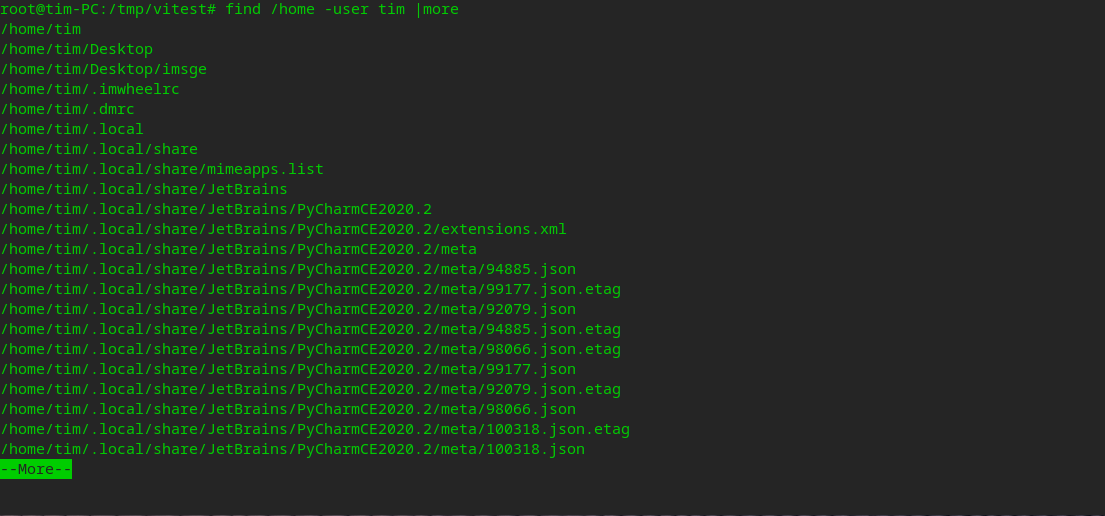 root@tim-PC:/tmp/vitest# find /home -user tim |more
/home/tim
/home/tim/Desktop
/home/tim/Desktop/imsge
/home/tim/.imwheelrc
/home/tim/.dmrc
/home/tim/.local
/home/tim/.local/share
/home/tim/.local/share/mimeapps.list
/home/tim/.local/share/JetBrains
/home/tim/.local/share/JetBrains/PyCharmCE2020.2
/home/tim/.local/share/JetBrains/PyCharmCE2020.2/extensions.xml
/home/tim/.local/share/JetBrains/PyCharmCE2020.2/meta
/home/tim/.local/share/JetBrains/PyCharmCE2020.2/meta/94885.json
/home/tim/.local/share/JetBrains/PyCharmCE2020.2/meta/99177.json.etag
/home/tim/.local/share/JetBrains/PyCharmCE2020.2/meta/92079.json
/home/tim/.local/share/JetBrains/PyCharmCE2020.2/meta/94885.json.etag
/home/tim/.local/share/JetBrains/PyCharmCE2020.2/meta/98066.json.etag
/home/tim/.local/share/JetBrains/PyCharmCE2020.2/meta/99177.json
/home/tim/.local/share/JetBrains/PyCharmCE2020.2/meta/92079.json.etag
/home/tim/.local/share/JetBrains/PyCharmCE2020.2/meta/98066.json
/home/tim/.local/share/JetBrains/PyCharmCE2020.2/meta/100318.json.etag
/home/tim/.local/share/JetBrains/PyCharmCE2020.2/meta/100318.json
--More--